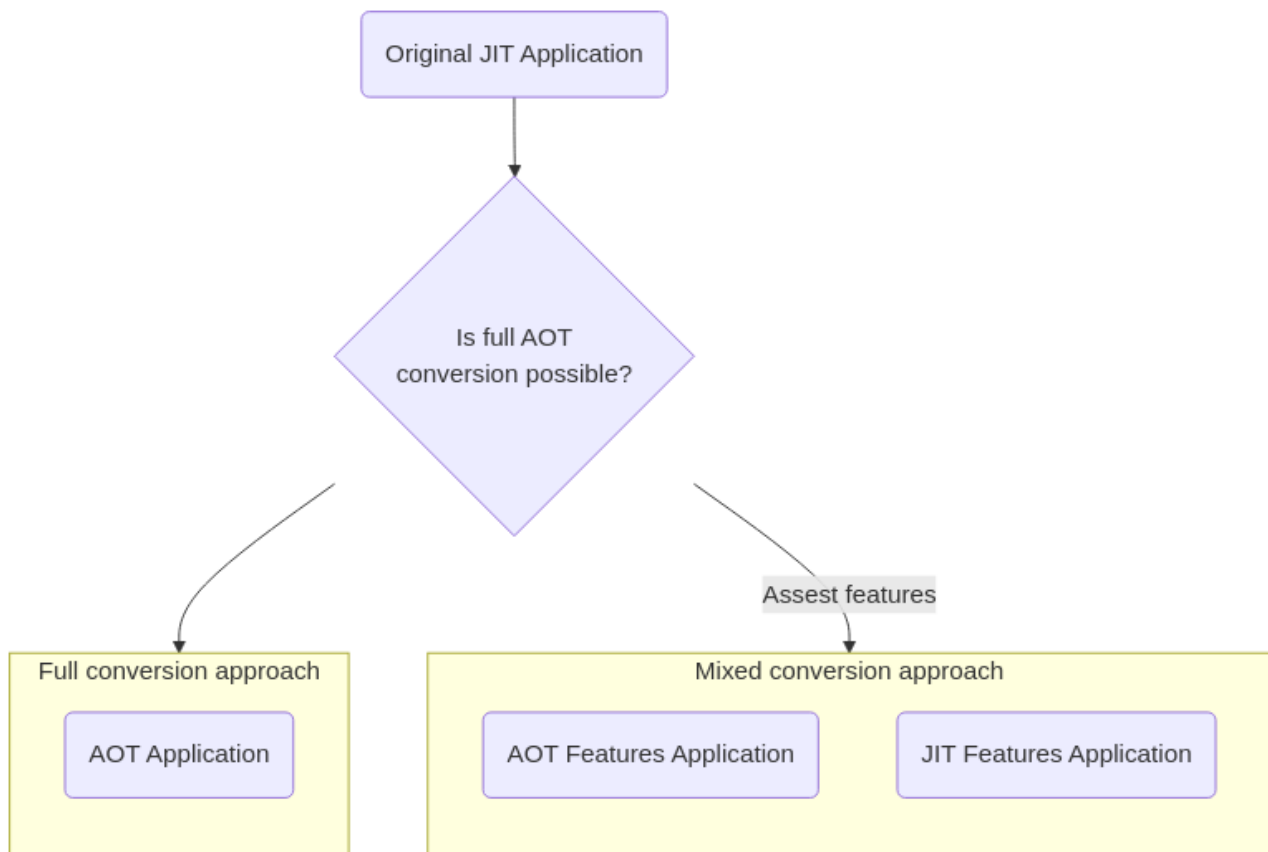 Original JIT Application
Is full AOT
conversion possible?
Assest features
Full conversion approach
Mixed conversion approach
AOT Application
AOT Features Application
JIT Features Application